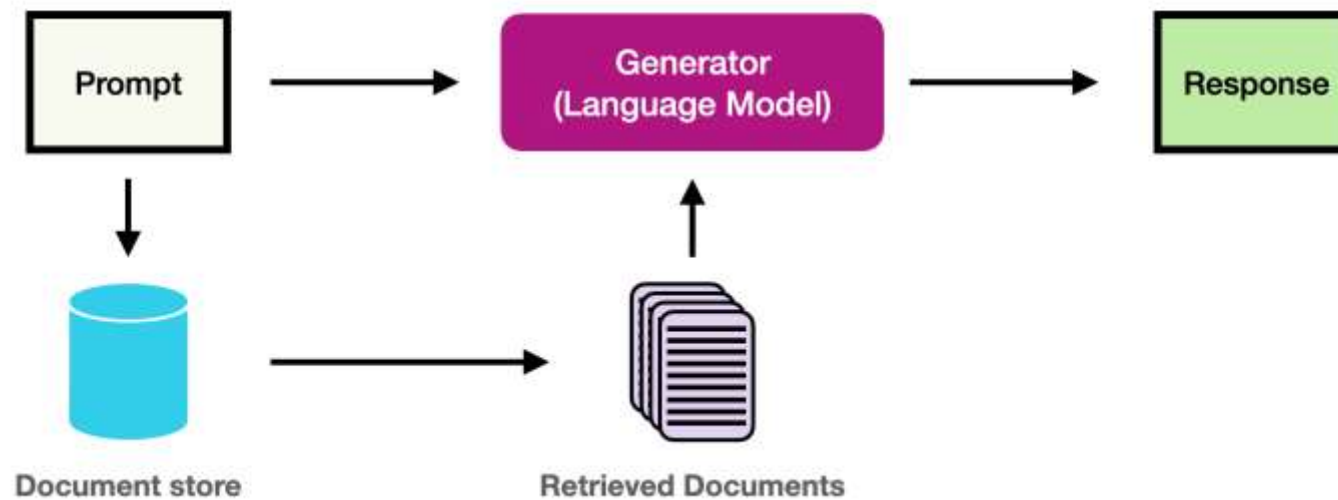 Prompt
Generator
(Language Model)
Response
Document store
Retrieved Documents